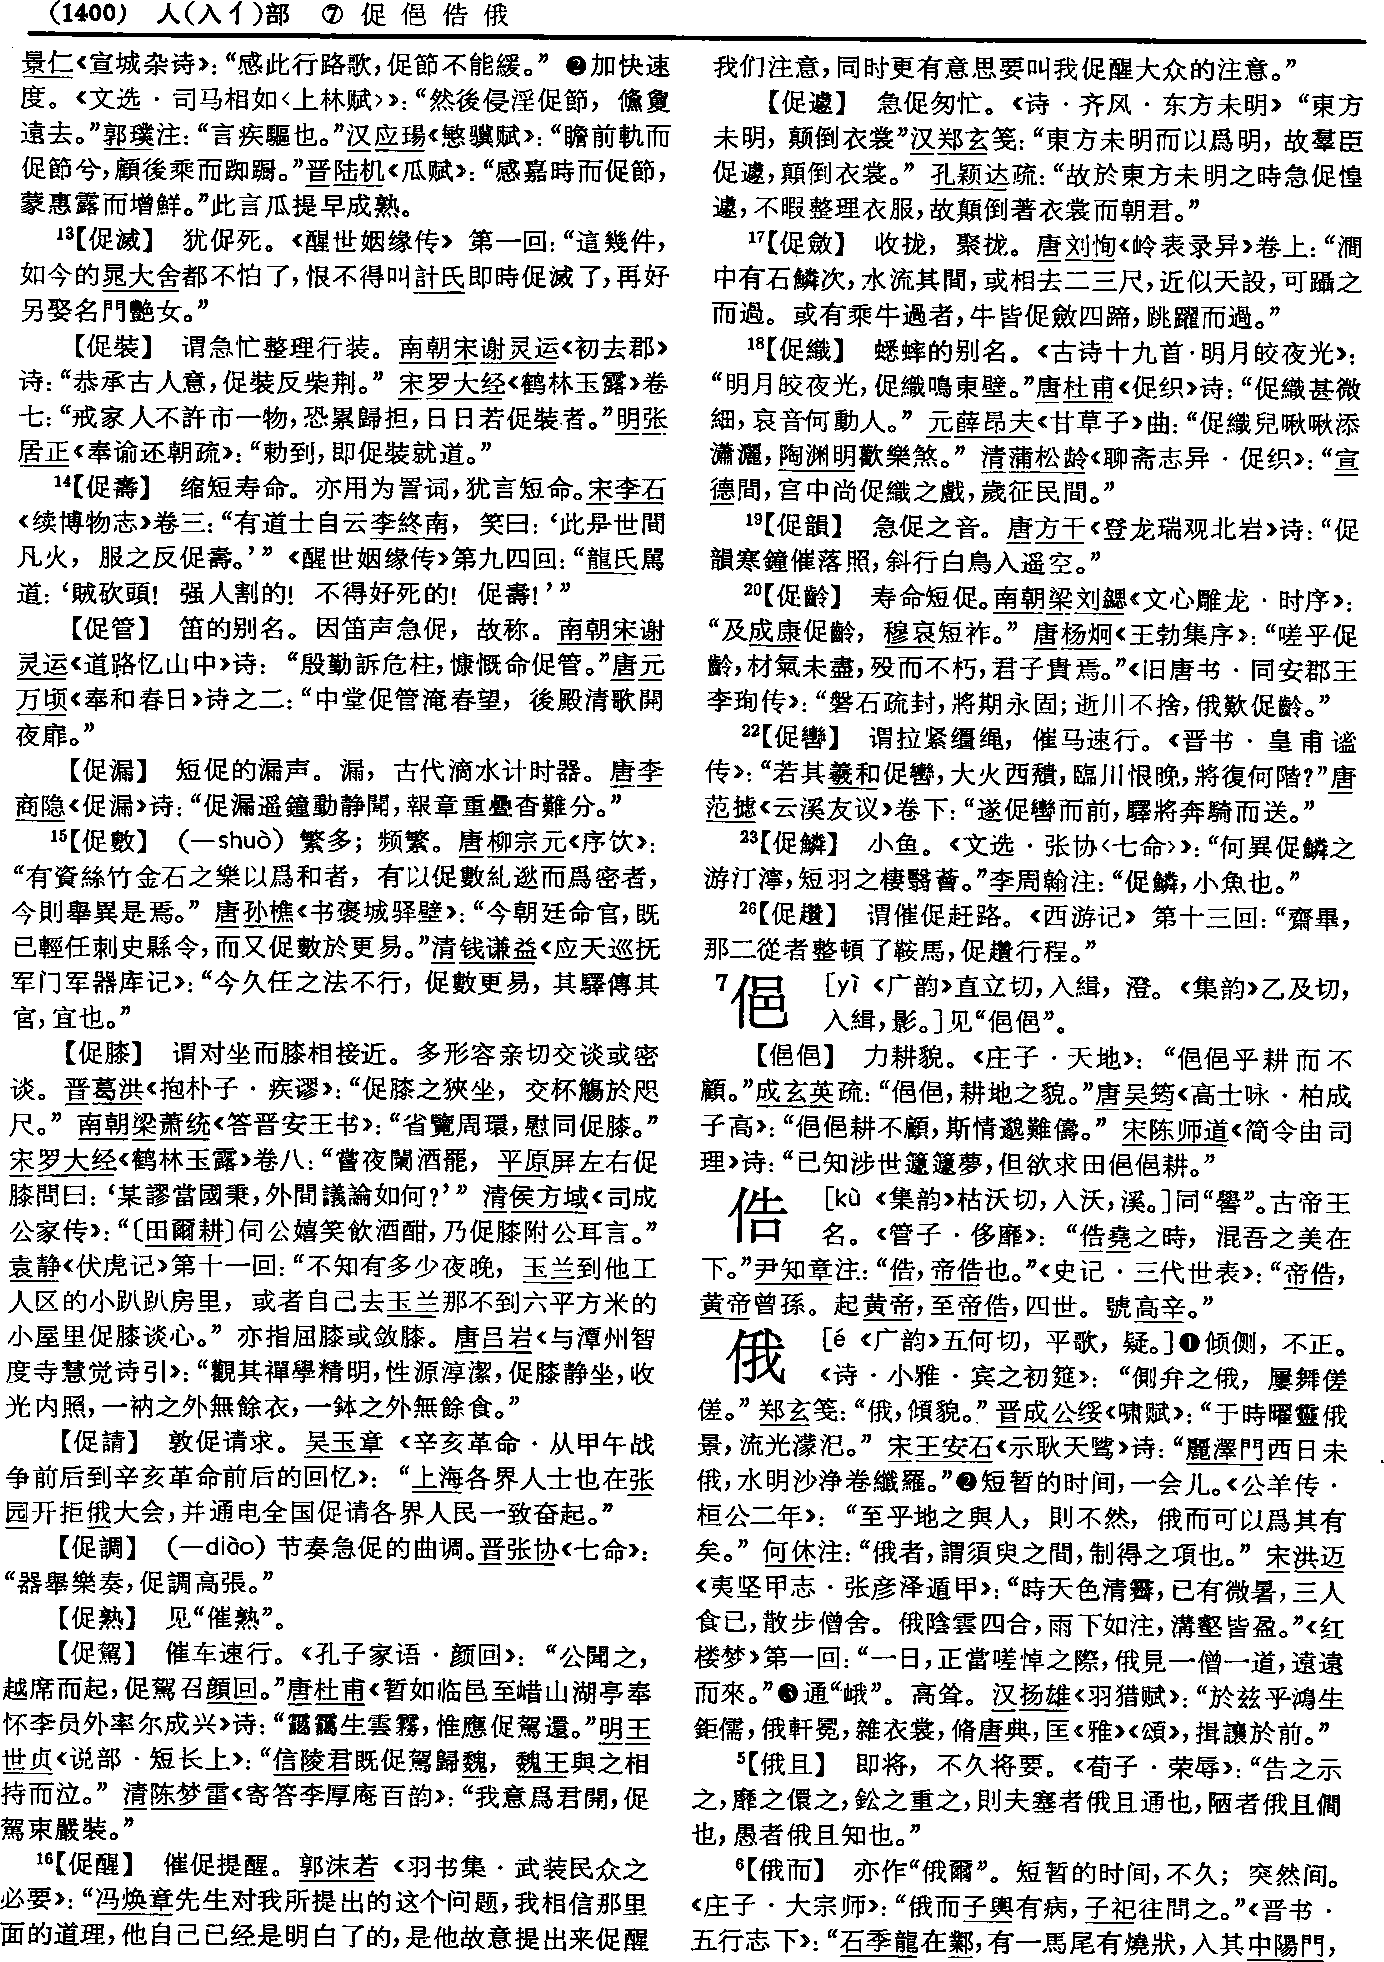 (1400) 人(入亻)部 ⑦ 促 俋 俈 俄
景仁《宣城杂诗》：“感此行路歌，促節不能緩。” ❷加快速
度。《文选·司马相如〈上林赋〉》：“然後侵淫促節，儵敻
遠去。”郭璞注：“言疾驅也。”汉应瑒《慜骥赋》：“瞻前軌而
促節兮，顧後乘而踟蹰。”晋陆机《瓜赋》：“感嘉時而促節，
蒙惠露而增鮮。”此言瓜提早成熟。
13【促滅】 犹促死。《醒世姻缘传》第一回：“這幾件，
如今的晁大舍都不怕了，恨不得叫計氏即時促滅了，再好
另娶名門艷女。”
【促裝】 谓急忙整理行装。南朝宋谢灵运《初去郡》
诗：“恭承古人意，促裝反柴荆。” 宋罗大经《鹤林玉露》卷
七：“戒家人不許市一物，恐累歸担，日日若促裝者。”明张
居正《奉谕还朝疏》：“勅到，即促裝就道。”
14【促壽】 缩短寿命。亦用为詈词，犹言短命。宋李石
《续博物志》卷三：“有道士自云李終南，笑曰：‘此是世間
凡火，服之反促壽。’” 《醒世姻缘传》第九四回：“龍氏駡
道：‘賊砍頭！强人割的！不得好死的！促壽！’”
【促管】 笛的别名。因笛声急促，故称。南朝宋谢
灵运《道路忆山中》诗：“殷勤訴危柱，慷慨命促管。”唐元
万顷《奉和春日》诗之二：“中堂促管淹春望，後殿清歌開
夜扉。”
【促漏】 短促的漏声。漏，古代滴水计时器。唐李
商隐《促漏》诗：“促漏遥鐘動静聞，報章重疊杳難分。”
15【促數】 (—shuò) 繁多；频繁。唐柳宗元《序饮》：
“有資絲竹金石之樂以爲和者，有以促數糺逖而爲密者，
今則舉異是焉。” 唐孙樵《书褒城驿壁》：“今朝廷命官，既
已輕任刺史縣令，而又促數於更易。”清钱谦益《应天巡抚
军门军器库记》：“今久任之法不行，促數更易，其驛傳其
官，宜也。”
【促膝】 谓对坐而膝相接近。多形容亲切交谈或密
谈。晋葛洪《抱朴子·疾谬》：“促膝之狹坐，交杯觴於咫
尺。” 南朝梁萧统《答晋安王书》：“省覽周環，慰同促膝。”
宋罗大经《鹤林玉露》卷八：“嘗夜闌酒罷，平原屏左右促
膝問曰：‘某謬當國秉，外間議論如何？’” 清侯方域《司成
公家传》：“〔田爾耕〕伺公嬉笑飲酒酣，乃促膝附公耳言。”
袁静《伏虎记》第十一回：“不知有多少夜晚，玉兰到他工
人区的小趴趴房里，或者自己去玉兰那不到六平方米的
小屋里促膝谈心。” 亦指屈膝或敛膝。唐吕岩《与潭州智
度寺慧觉诗引》：“觀其禪學精明，性源淳潔，促膝静坐，收
光内照，一衲之外無餘衣，一鉢之外無餘食。”
【促請】 敦促请求。吴玉章《辛亥革命·从甲午战
争前后到辛亥革命前后的回忆》：“上海各界人士也在张
园开拒俄大会，并通电全国促请各界人民一致奋起。”
【促調】 (—diào) 节奏急促的曲调。晋张协《七命》：
“器舉樂奏，促調高張。”
【促熟】 见“催熟”。
【促駕】 催车速行。《孔子家语·颜回》：“公聞之，
越席而起，促駕召顔回。”唐杜甫《暂如临邑至㟙山湖亭奉
怀李员外率尔成兴》诗：“靄靄生雲霧，惟應促駕還。”明王
世贞《说部·短长上》：“信陵君既促駕歸魏，魏王與之相
持而泣。” 清陈梦雷《寄答李厚庵百韵》：“我意爲君開，促
駕束嚴裝。”
16【促醒】 催促提醒。郭沫若《羽书集·武装民众之
必要》：“冯焕章先生对我所提出的这个问题，我相信那里
面的道理，他自己已经是明白了的，是他故意提出来促醒
我们注意，同时更有意思要叫我促醒大众的注意。”
【促遽】 急促匆忙。《诗·齐风·东方未明》“東方
未明，顛倒衣裳”汉郑玄笺：“東方未明而以爲明，故羣臣
促遽，顛倒衣裳。” 孔颖达疏：“故於東方未明之時急促惶
遽，不暇整理衣服，故顛倒著衣裳而朝君。”
17【促斂】 收拢，聚拢。唐刘恂《岭表录异》卷上：“澗
中有石鱗次，水流其間，或相去二三尺，近似天設，可躡之
而過。或有乘牛過者，牛皆促斂四蹄，跳躍而過。”
18【促織】 蟋蟀的别名。《古诗十九首·明月皎夜光》：
“明月皎夜光，促織鳴東壁。”唐杜甫《促织》诗：“促織甚微
細，哀音何動人。” 元薛昂夫《甘草子》曲：“促織兒啾啾添
瀟灑，陶渊明歡樂煞。” 清蒲松龄《聊斋志异·促织》：“宣
德間，宫中尚促織之戲，歲征民間。”
19【促韻】 急促之音。唐方干《登龙瑞观北岩》诗：“促
韻寒鐘催落照，斜行白鳥入遥空。”
20【促齡】 寿命短促。南朝梁刘勰《文心雕龙·时序》：
“及成康促齡，穆哀短祚。” 唐杨炯《王勃集序》：“嗟乎促
齡，材氣未盡，殁而不朽，君子貴焉。”《旧唐书·同安郡王
李珣传》：“磐石疏封，將期永固；逝川不捨，俄歎促齡。”
22【促轡】 谓拉紧缰绳，催马速行。《晋书·皇甫谧
传》：“若其羲和促轡，大火西穨，臨川恨晚，將復何階？”唐
范摅《云溪友议》卷下：“遂促轡而前，驛將奔騎而送。”
23【促鱗】 小鱼。《文选·张协〈七命〉》：“何異促鱗之
游汀濘，短羽之棲翳薈。”李周翰注：“促鱗，小魚也。”
26【促趲】 谓催促赶路。《西游记》第十三回：“齋畢，
那二從者整頓了鞍馬，促趲行程。”
7俋 [yì《广韵》直立切，入緝，澄。《集韵》乙及切，
入緝，影。]见“俋俋”。
【俋俋】 力耕貌。《庄子·天地》：“俋俋乎耕而不
顧。”成玄英疏：“俋俋，耕地之貌。”唐吴筠《高士咏·柏成
子高》：“俋俋耕不顧，斯情邈難儔。” 宋陈师道《简令由司
理》诗：“已知涉世籧籧夢，但欲求田俋俋耕。”
俈 [kù《集韵》枯沃切，入沃，溪。]同“嚳”。古帝王
名。《管子·侈靡》：“俈堯之時，混吾之美在
下。”尹知章注：“俈，帝俈也。”《史记·三代世表》：“帝俈，
黄帝曾孫。起黄帝，至帝俈，四世。號高辛。”
俄 [é《广韵》五何切，平歌，疑。]❶倾侧，不正。
《诗·小雅·宾之初筵》：“側弁之俄，屢舞傞
傞。” 郑玄笺：“俄，傾貌。” 晋成公绥《啸赋》：“于時曜靈俄
景，流光濛汜。” 宋王安石《示耿天骘》诗：“麗澤門西日未
俄，水明沙浄卷纖羅。”❷短暂的时间，一会儿。《公羊传·
桓公二年》：“至乎地之與人，則不然，俄而可以爲其有
矣。” 何休注：“俄者，謂須臾之間，制得之項也。” 宋洪迈
《夷坚甲志·张彦泽遁甲》：“時天色清霽，已有微暑，三人
食已，散步僧舍。俄陰雲四合，雨下如注，溝壑皆盈。”《红
楼梦》第一回：“一日，正當嗟悼之際，俄見一僧一道，遠遠
而來。”❸通“峨”。高耸。汉扬雄《羽猎赋》：“於兹乎鴻生
鉅儒，俄軒冕，雜衣裳，脩唐典，匡《雅》《頌》，揖讓於前。”
5【俄且】 即将，不久将要。《荀子·荣辱》：“告之示
之，靡之儇之，鈆之重之，則夫塞者俄且通也，陋者俄且僩
也，愚者俄且知也。”
6【俄而】 亦作“俄爾”。短暂的时间，不久；突然间。
《庄子·大宗师》：“俄而子輿有病，子祀往問之。”《晋书·
五行志下》：“石季龍在鄴，有一馬尾有燒狀，入其中陽門，